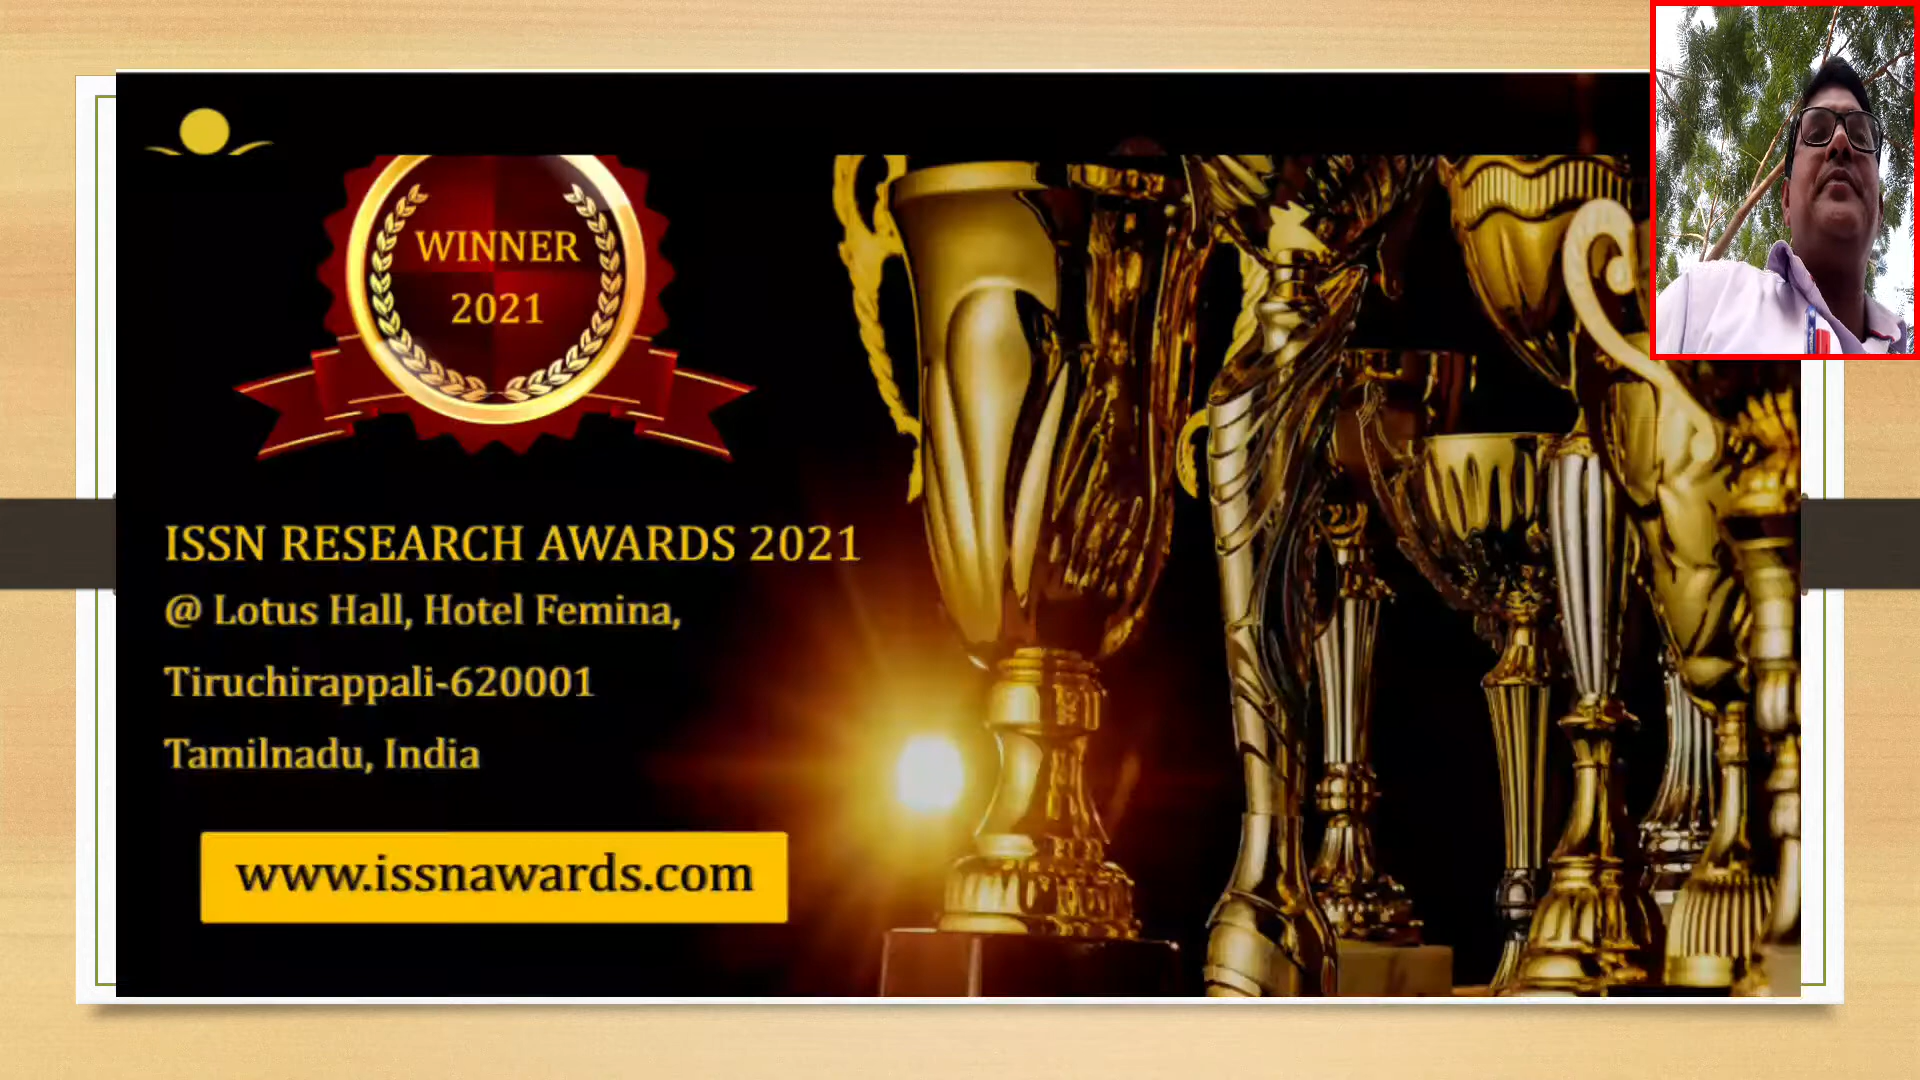 WINNER
2021
ISSN RESEARCH AWARDS 2021
@ Lotus Hall, Hotel Femina,
Tiruchirappali-620001
Tamilnadu, India
www.issnawards.com